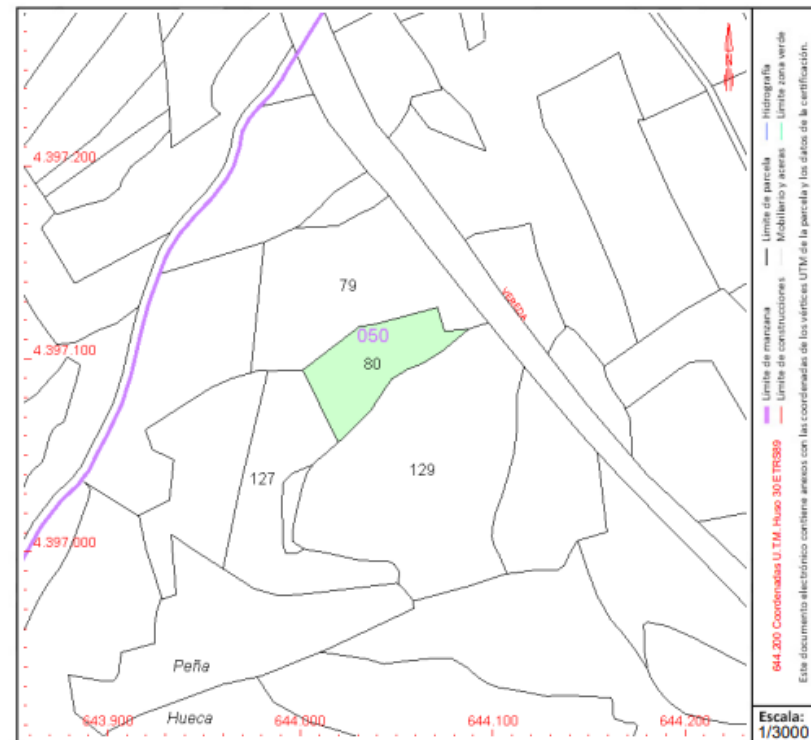 4.397.200
79
VEREDA
050
4.397.100
80
127
129
4.397.000
Peña
Hueca
643.900
644.000
644.100
644.200
Límite de manzana
Límite de parcela
Hidrografía
Límite de construcciones
Mobiliario y aceras
Límite zona verde
644.200 Coordenadas U.T.M. Huso 30 ETRS89
Este documento electrónico contiene anexos con las coordenadas de los vértices UTM de la parcela y los datos de la certificación.
Escala:
1/3000